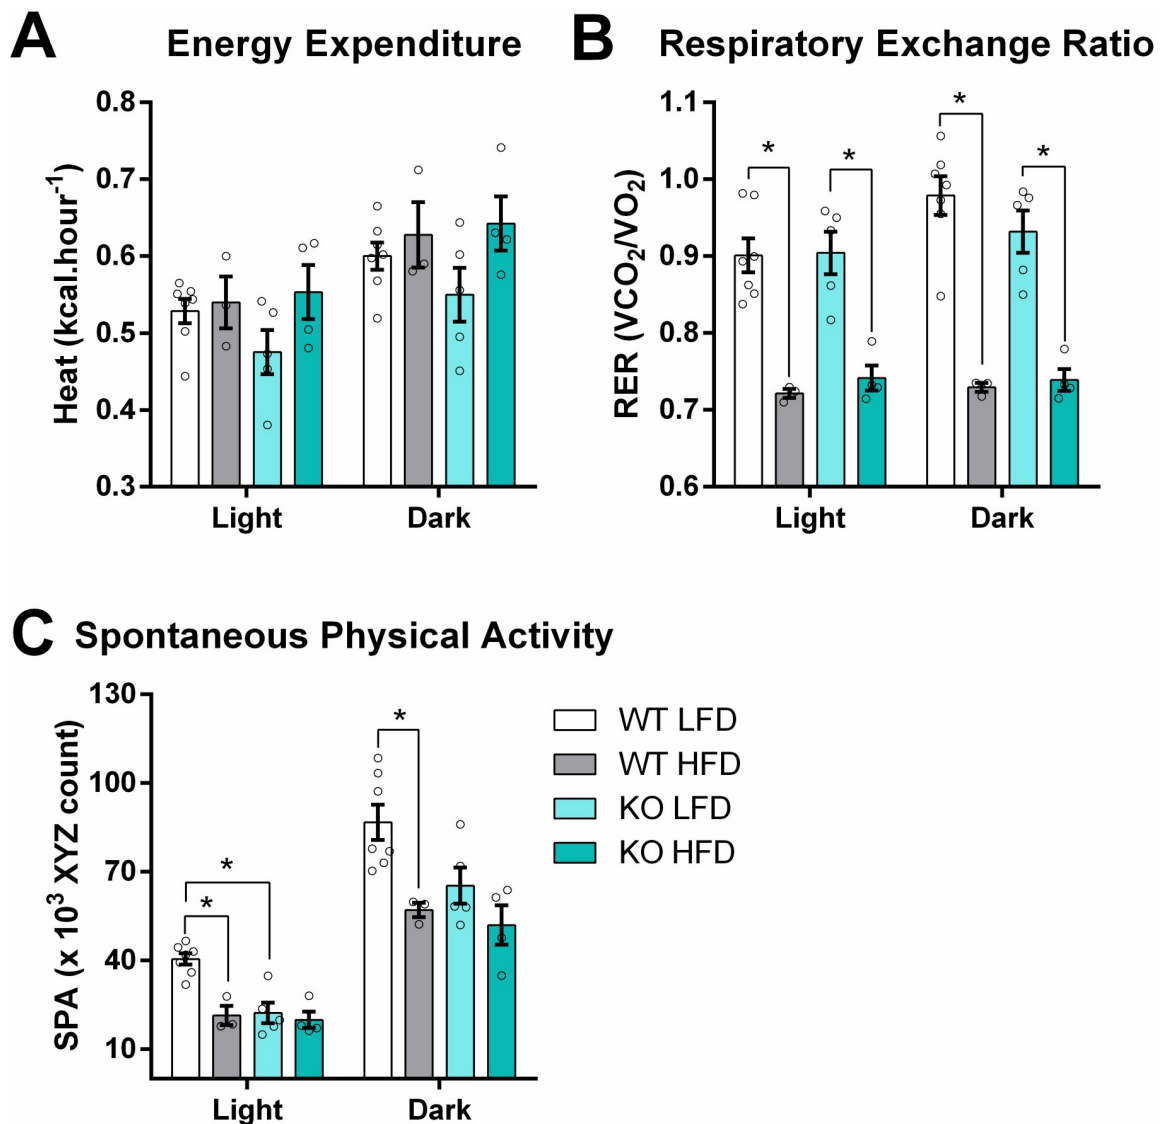 A Energy Expenditure
Heat (kcal.hour-1)
0.8
0.7
0.6
0.5
0.4
0.3
Light Dark
B Respiratory Exchange Ratio
RER (VCO2/VO2)
1.1
1.0
0.9
0.8
0.7
0.6
* * * *
Light Dark
C Spontaneous Physical Activity
SPA (x 10³ XYZ count)
130
100
70
40
10
* * *
Light Dark
WT LFD
WT HFD
KO LFD
KO HFD